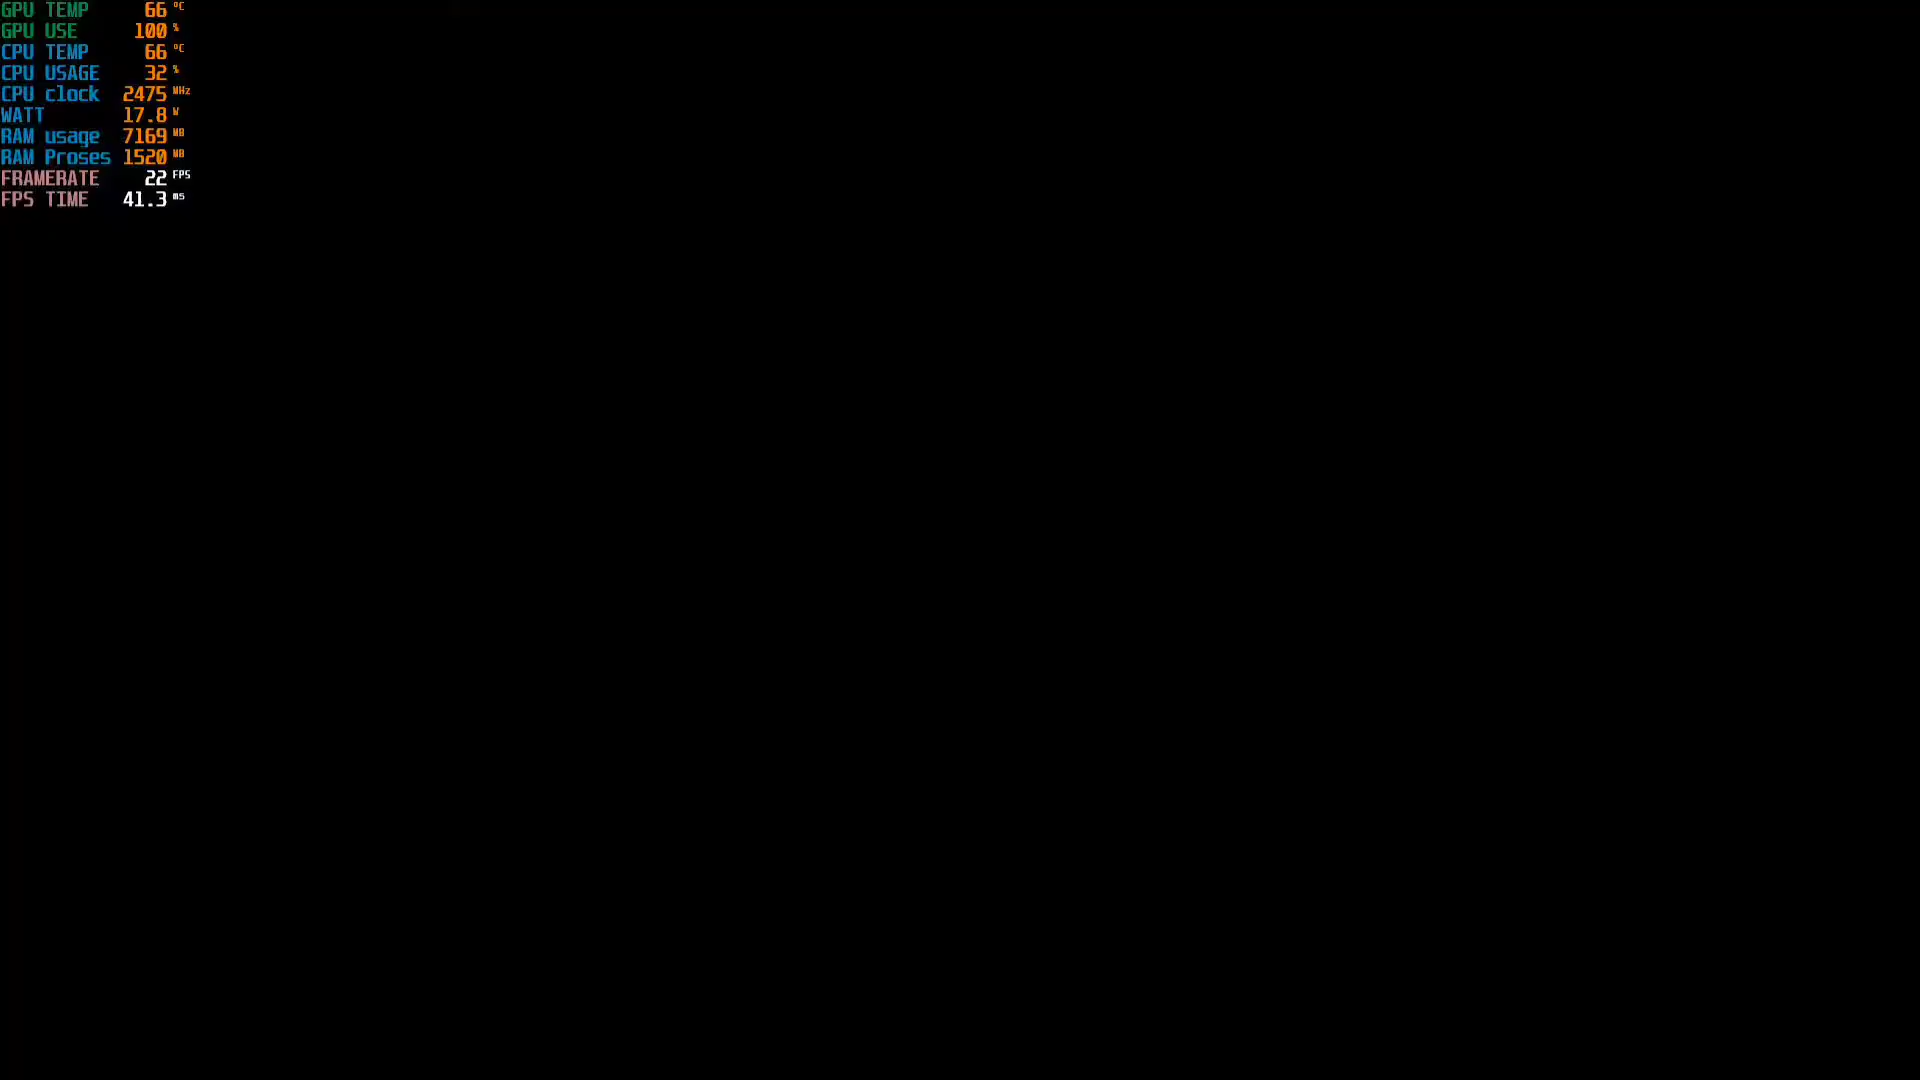 GPU TEMP 66 °C
GPU USE 100 %
CPU TEMP 66 °C
CPU USAGE 32 %
CPU clock 2475 MHz
WATT 17.8 W
RAM usage 7169 MB
RAM Proses 1520 MB
FRAMERATE 22 FPS
FPS TIME 41.3 ms